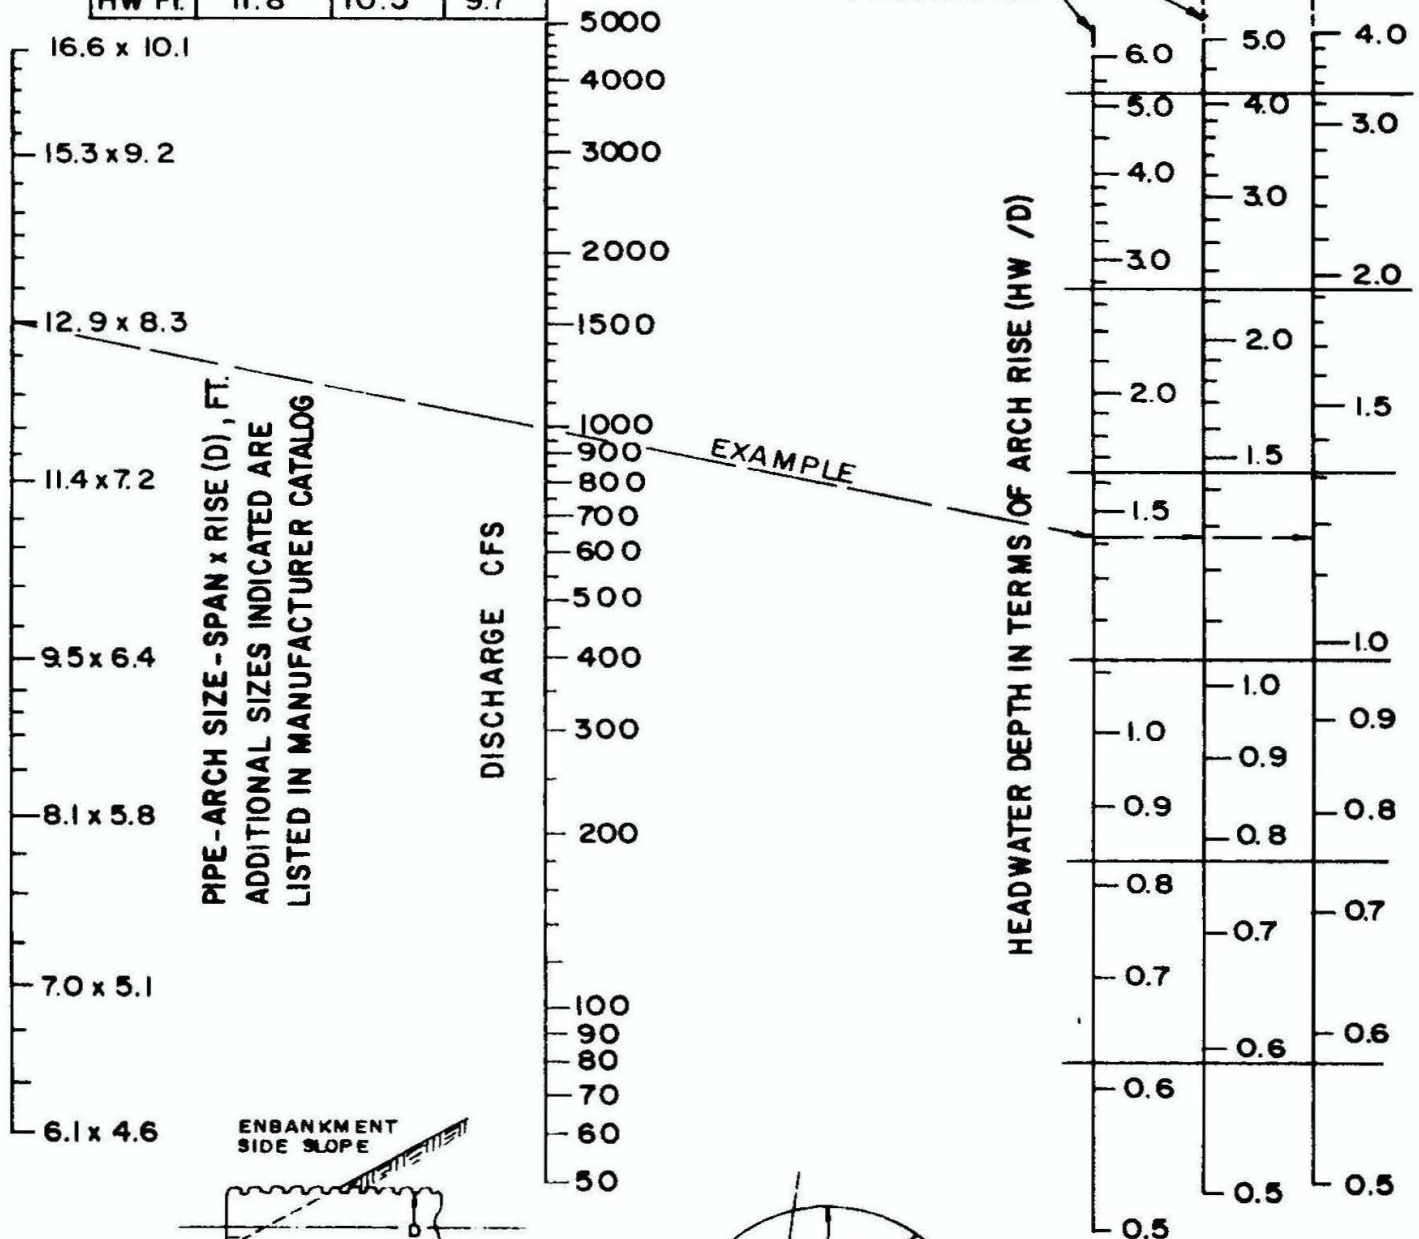 HW Ft. 11.8 10.5 9.7
16.6 x 10.1
15.3 x 9.2
12.9 x 8.3
11.4 x 7.2
9.5 x 6.4
8.1 x 5.8
7.0 x 5.1
6.1 x 4.6
PIPE-ARCH SIZE-SPAN x RISE (D), FT.
ADDITIONAL SIZES INDICATED ARE
LISTED IN MANUFACTURER CATALOG
5000
4000
3000
2000
1500
1000
900
800
700
600
500
400
300
200
100
90
80
70
60
50
DISCHARGE CFS
EXAMPLE
HEADWATER DEPTH IN TERMS OF ARCH RISE (HW /D)
6.0
5.0
4.0
3.0
2.0
1.5
1.0
0.9
0.8
0.7
0.6
0.5
5.0
4.0
3.0
2.0
1.5
1.0
0.9
0.8
0.7
0.6
0.5
4.0
3.0
2.0
1.5
1.0
0.9
0.8
0.7
0.6
0.5
ENBANKMENT
SIDE SLOPE
D